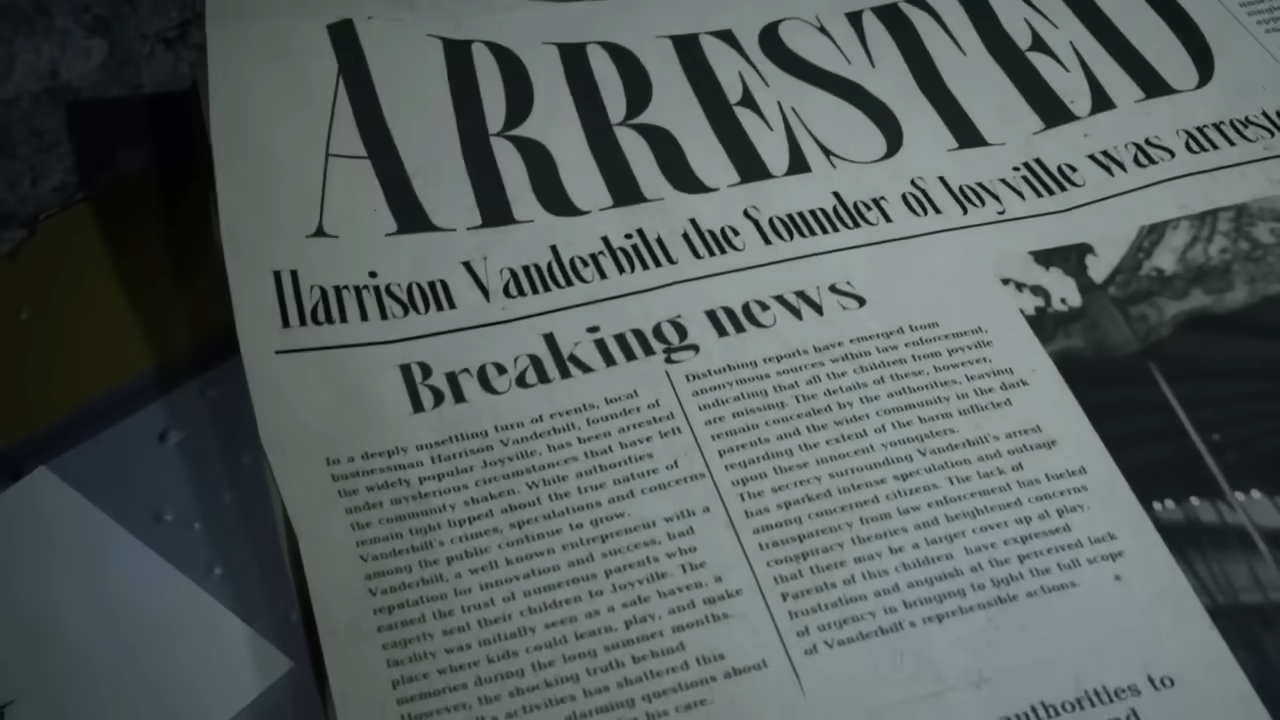 ARRESTED
Harrison Vanderbilt the founder of Joyville was arrest
Breaking news
In a deeply unsettling turn of events, local
businessman Harrison Vanderbilt, founder of
the widely popular Joyville, has been arrested
under mysterious circumstances that have left
the community shaken. While authorities
remain tight lipped about the true nature of
Vanderbilt's crimes, speculations and concerns
among the public continue to grow.
Vanderbilt, a well known entrepreneur with a
reputation for innovation and success, had
earned the trust of numerous parents who
eagerly sent their children to Joyville. The
facility was initially seen as a safe haven, a
place where kids could learn, play, and make
memories during the long summer months.
However, the shocking truth behind
activities has shattered this
alarming questions about
his care.
Disturbing reports have emerged from
anonymous sources within law enforcement,
indicating that all the children from joyville
are missing. The details of these, however,
remain concealed by the authorities, leaving
parents and the wider community in the dark
regarding the extent of the harm inflicted
upon these innocent youngsters.
The secrecy surrounding Vanderbilt's arrest
has sparked intense speculation and outrage
among concerned citizens. The lack of
transparency from law enforcement has fueled
conspiracy theories and heightened concerns
that there may be a larger cover up at play.
Parents of this children have expressed
frustration and anguish at the perceived lack
of urgency in bringing to light the full scope
of Vanderbilt's reprehensible actions.
authorities to